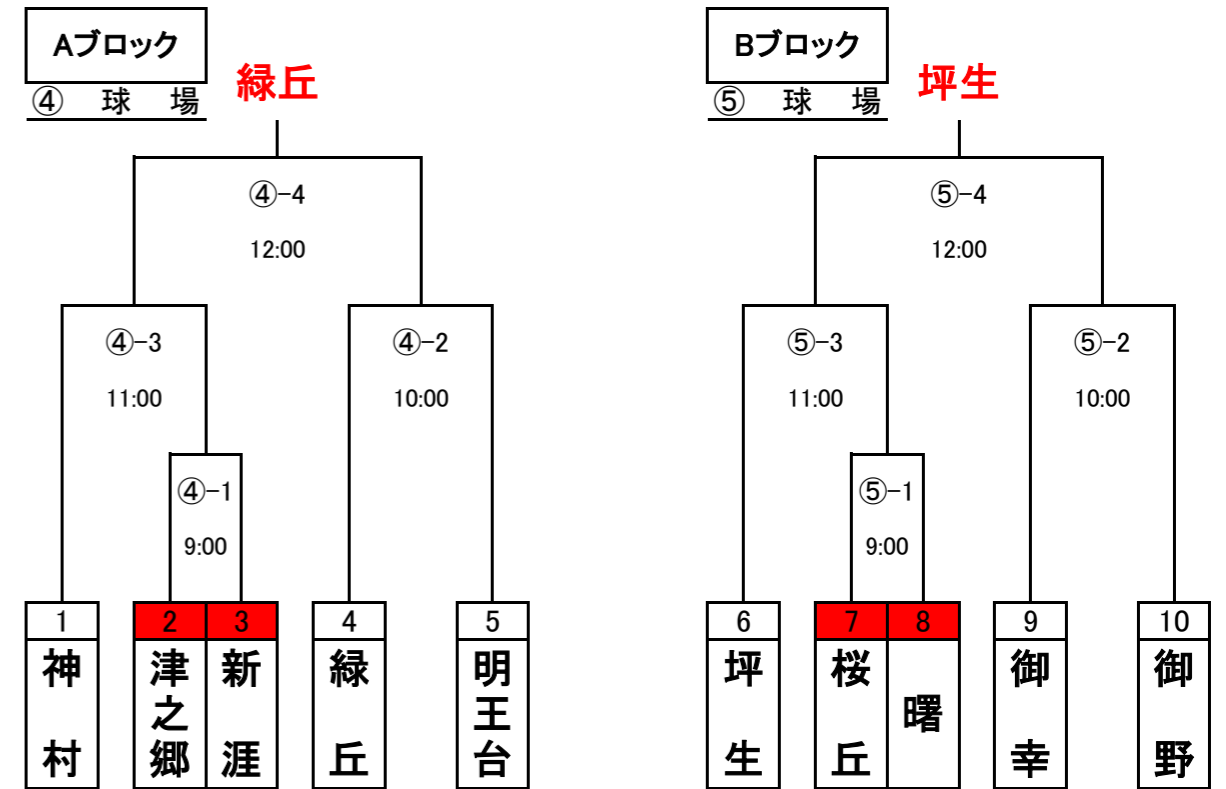 Aブロック
緑丘
④ 球 場
④-4
12:00
④-3
11:00
④-2
10:00
④-1
9:00
1
神村
2
津之郷
3
新涯
4
緑丘
5
明王台
Bブロック
坪生
⑤ 球 場
⑤-4
12:00
⑤-3
11:00
⑤-2
10:00
⑤-1
9:00
6
坪生
7
桜丘
8
曙
9
御幸
10
御野